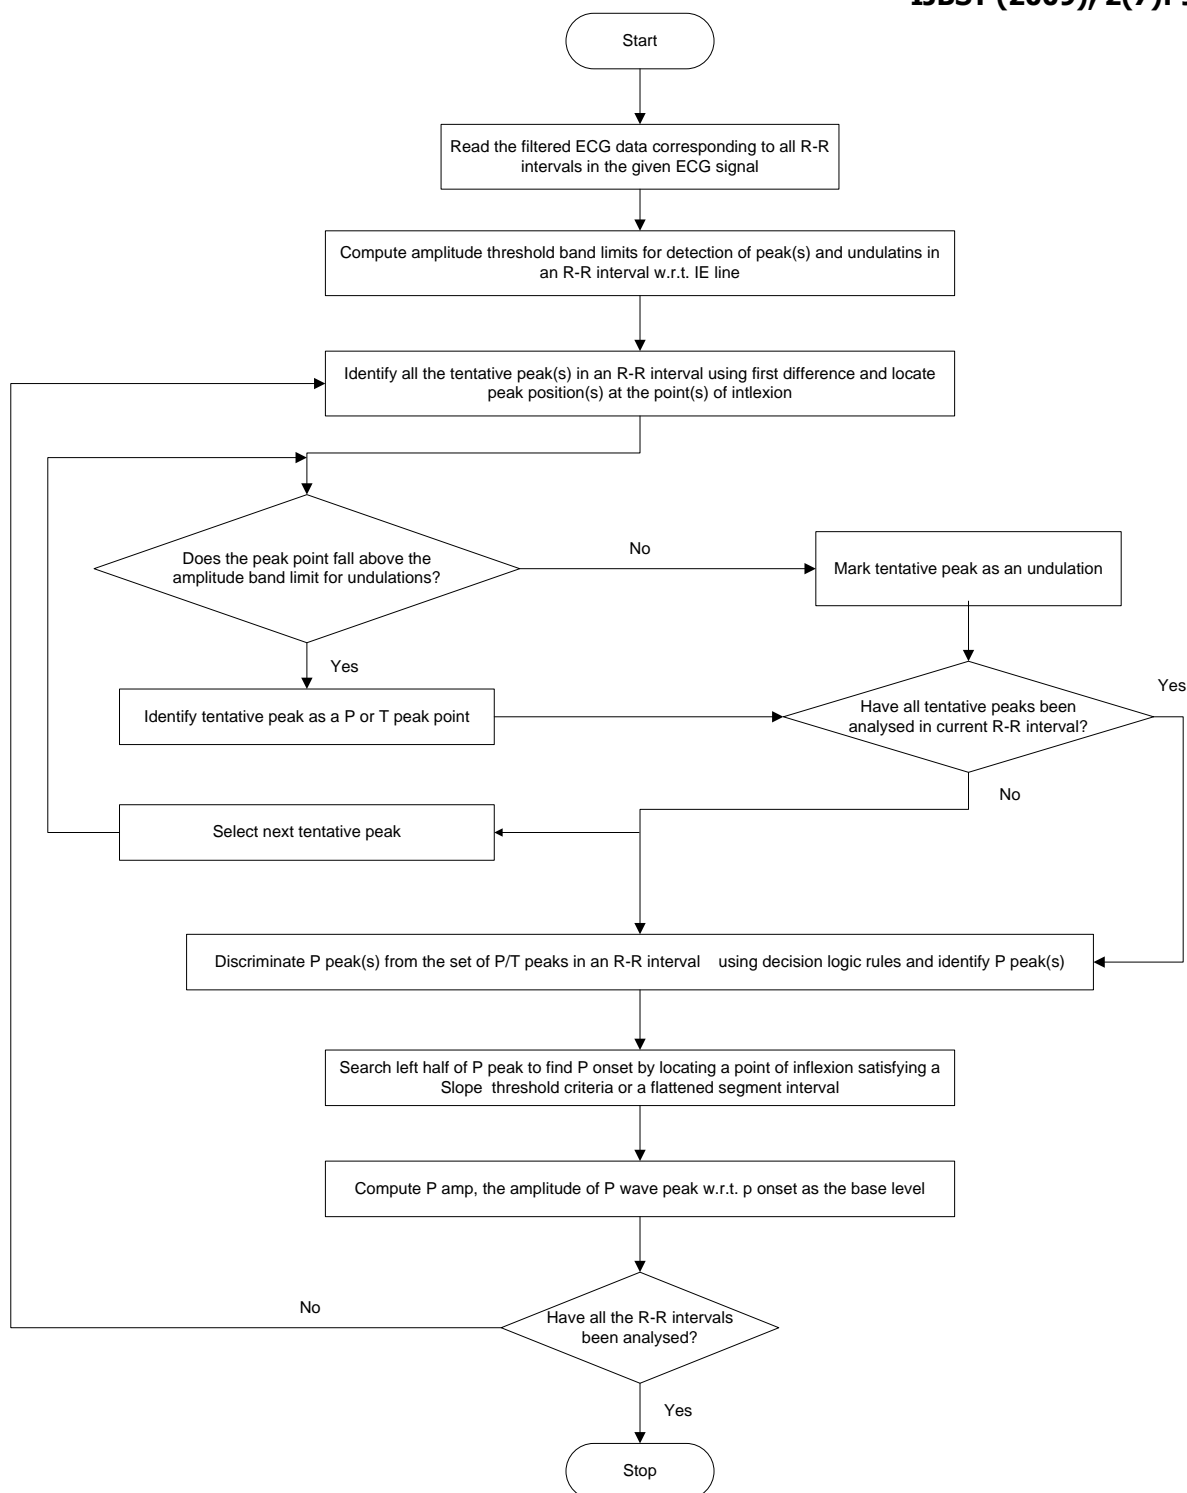 Start
Read the filtered ECG data corresponding to all R-R
intervals in the given ECG signal
Compute amplitude threshold band limits for detection of peak(s) and undulatins in
an R-R interval w.r.t. IE line
Identify all the tentative peak(s) in an R-R interval using first difference and locate
peak position(s) at the point(s) of intlexion
Does the peak point fall above the
amplitude band limit for undulations?
No
Mark tentative peak as an undulation
Yes
Identify tentative peak as a P or T peak point
Have all tentative peaks been
analysed in current R-R interval?
Yes
No
Select next tentative peak
Discriminate P peak(s) from the set of P/T peaks in an R-R interval using decision logic rules and identify P peak(s)
Search left half of P peak to find P onset by locating a point of inflexion satisfying a
Slope threshold criteria or a flattened segment interval
Compute P amp, the amplitude of P wave peak w.r.t. p onset as the base level
Have all the R-R intervals
been analysed?
No
Yes
Stop